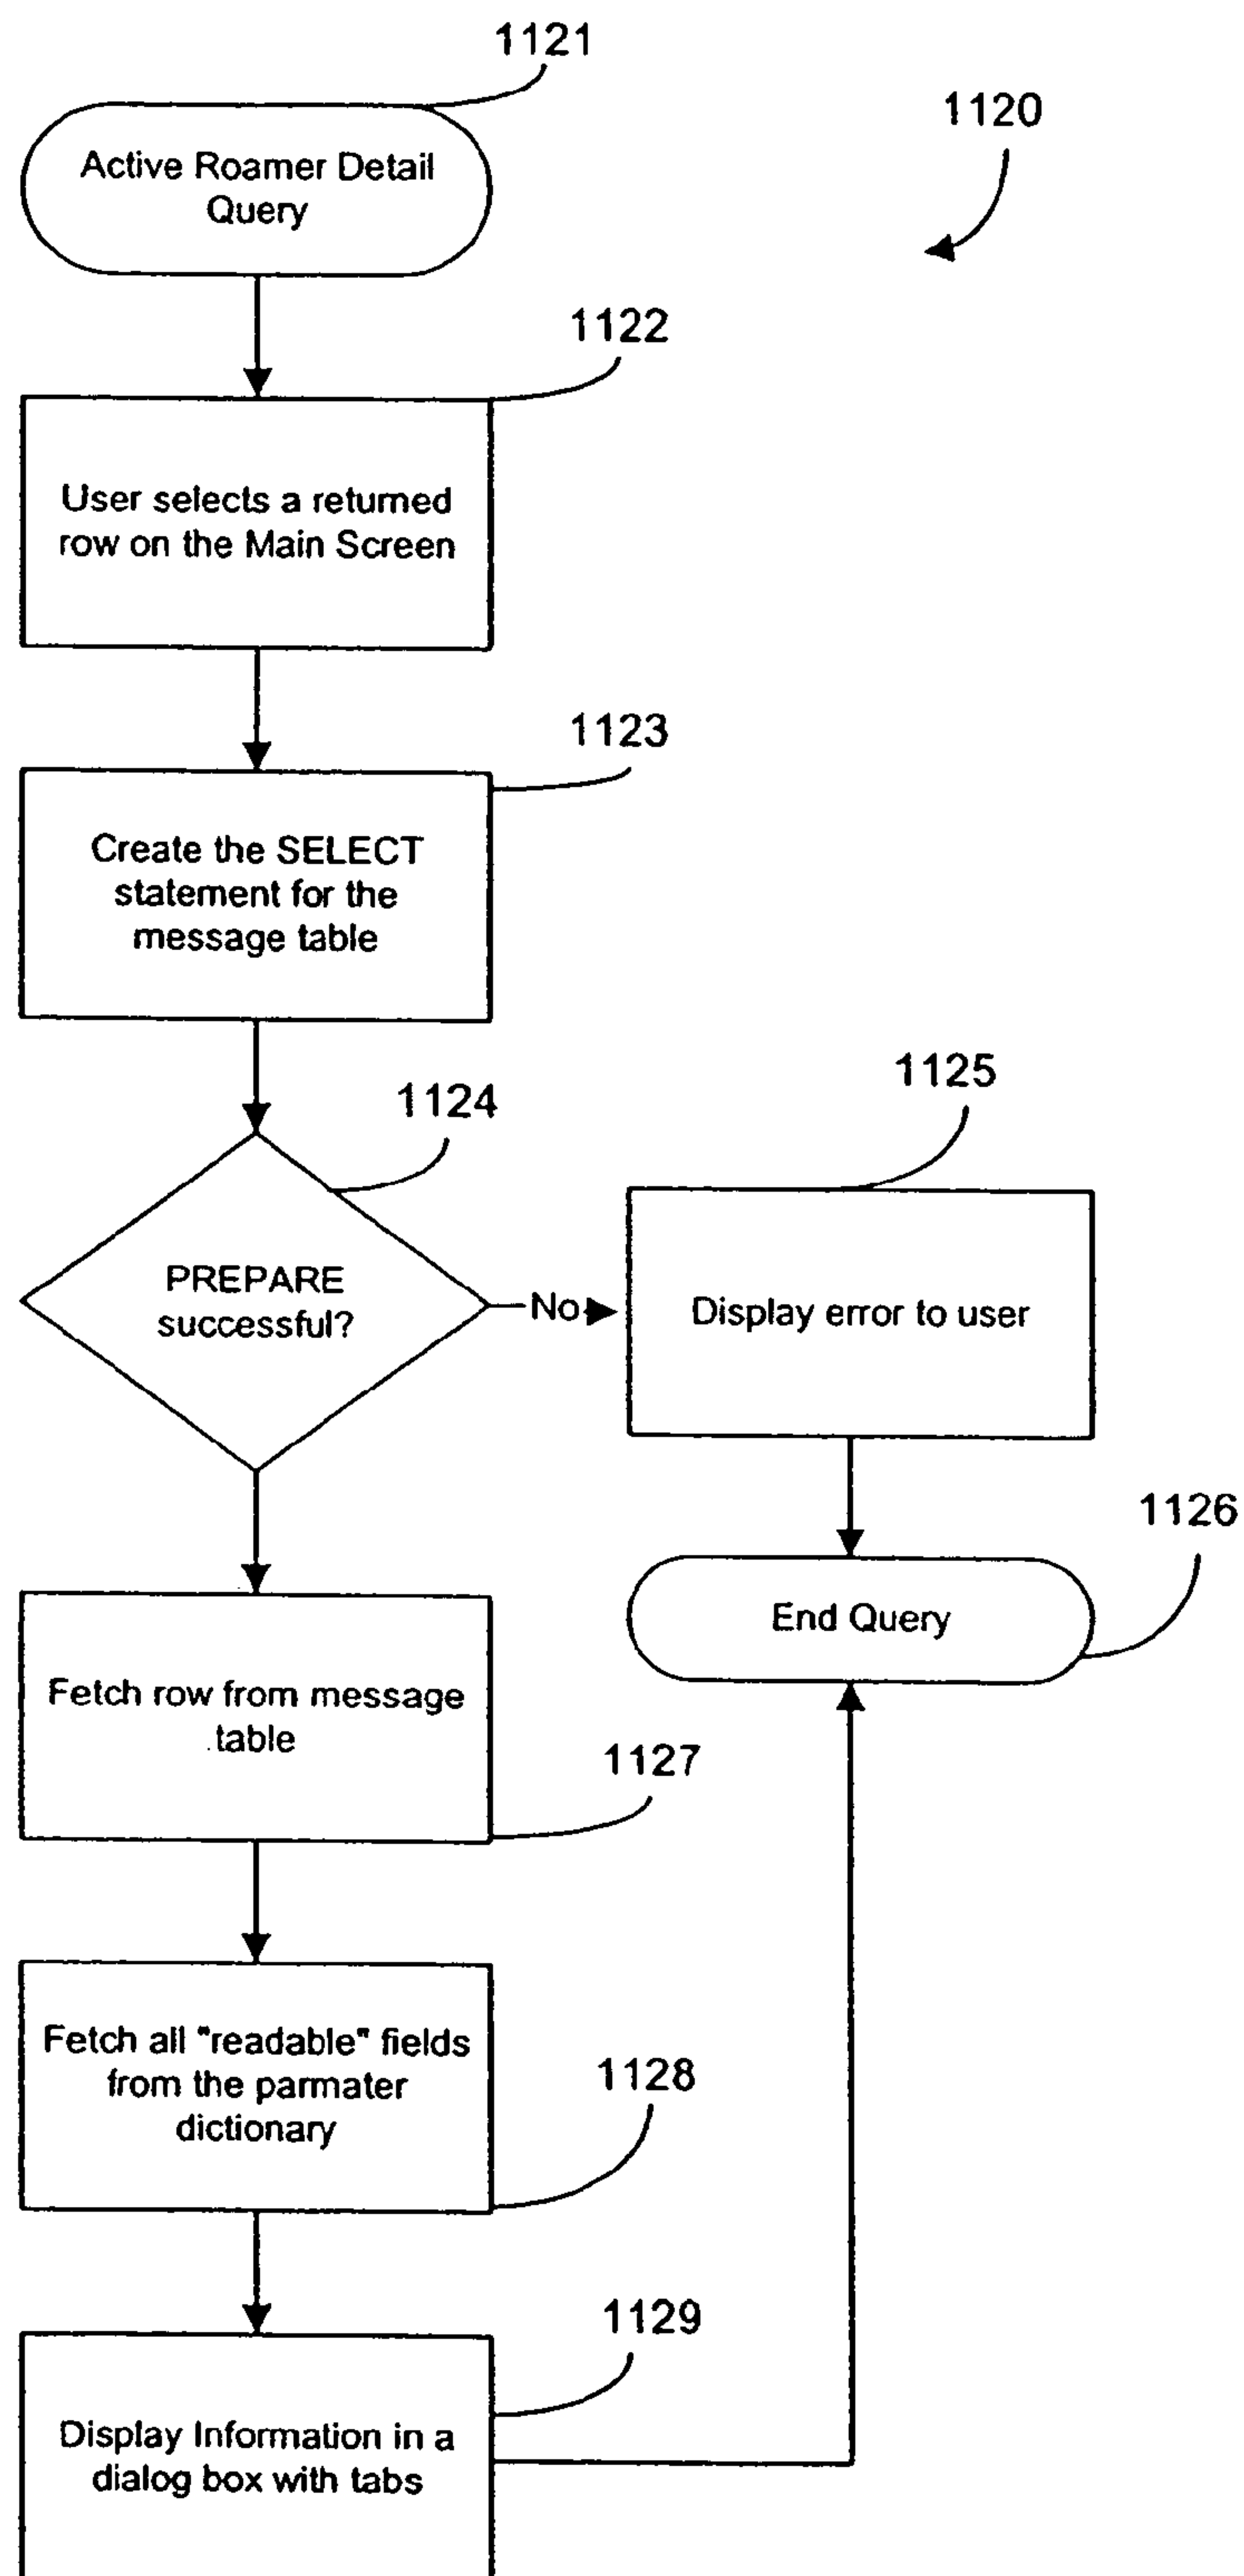 1121
1120
Active Roamer Detail
Query
1122
User selects a returned
row on the Main Screen
1123
Create the SELECT
statement for the
message table
1124
1125
PREPARE
successful?
No
Display error to user
1126
End Query
Fetch row from message
table
1127
Fetch all "readable" fields
from the parmater
dictionary
1128
1129
Display Information in a
dialog box with tabs